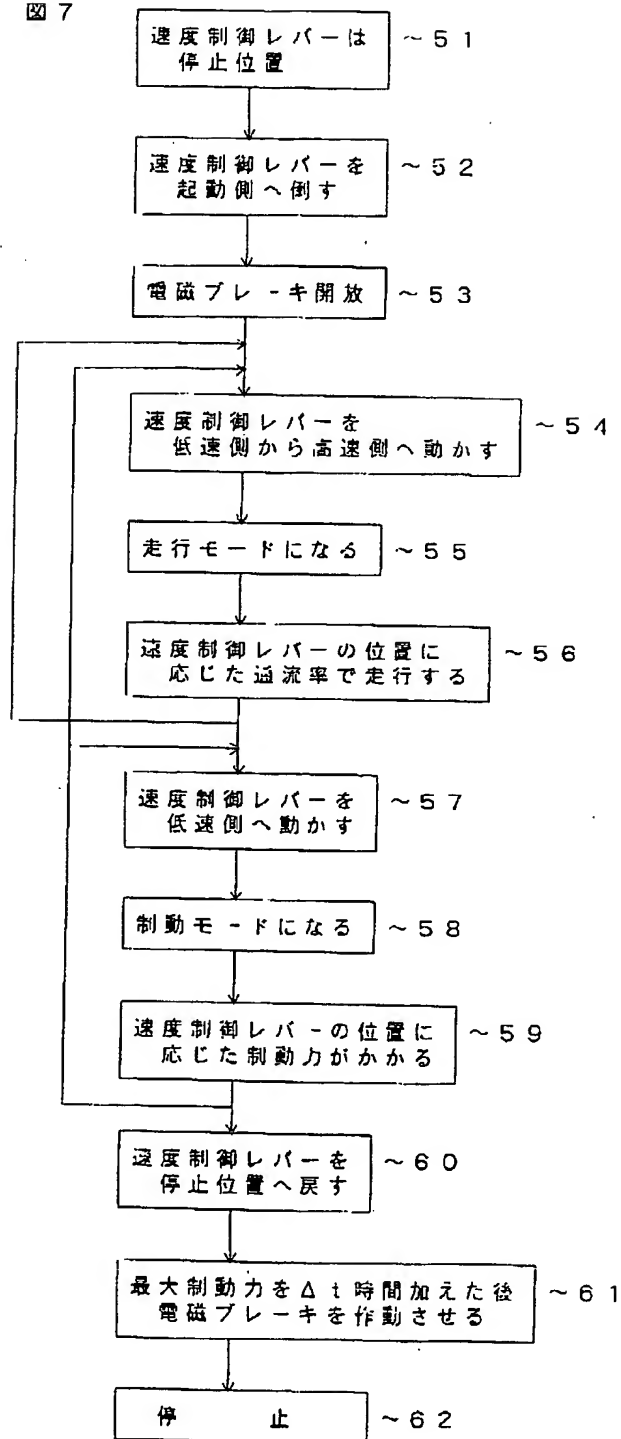 図7
速度制御レバーは ~51
停止位置
速度制御レバーを ~52
起動側へ倒す
電磁ブレーキ開放 ~53
速度制御レバーを ~54
低速側から高速側へ動かす
走行モードになる ~55
速度制御レバーの位置に ~56
応じた通流率で走行する
速度制御レバーを ~57
低速側へ動かす
制動モードになる ~58
速度制御レバーの位置に ~59
応じた制動力がかかる
速度制御レバーを ~60
停止位置へ戻す
最大制動力をΔt時間加えた後 ~61
電磁ブレーキを作動させる
停止 ~62